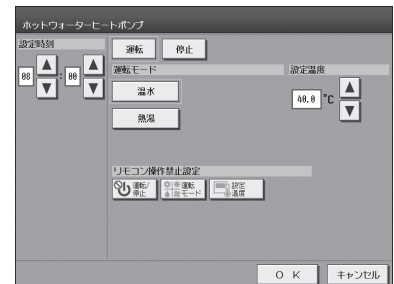 ホットウォーターヒートポンプ
設定時刻
08 : 00
運転 停止
運転モード
温水
熱湯
設定温度
40.0 ℃
リモコン操作禁止設定
運転/停止
運転モード
設定温度
O K キャンセル